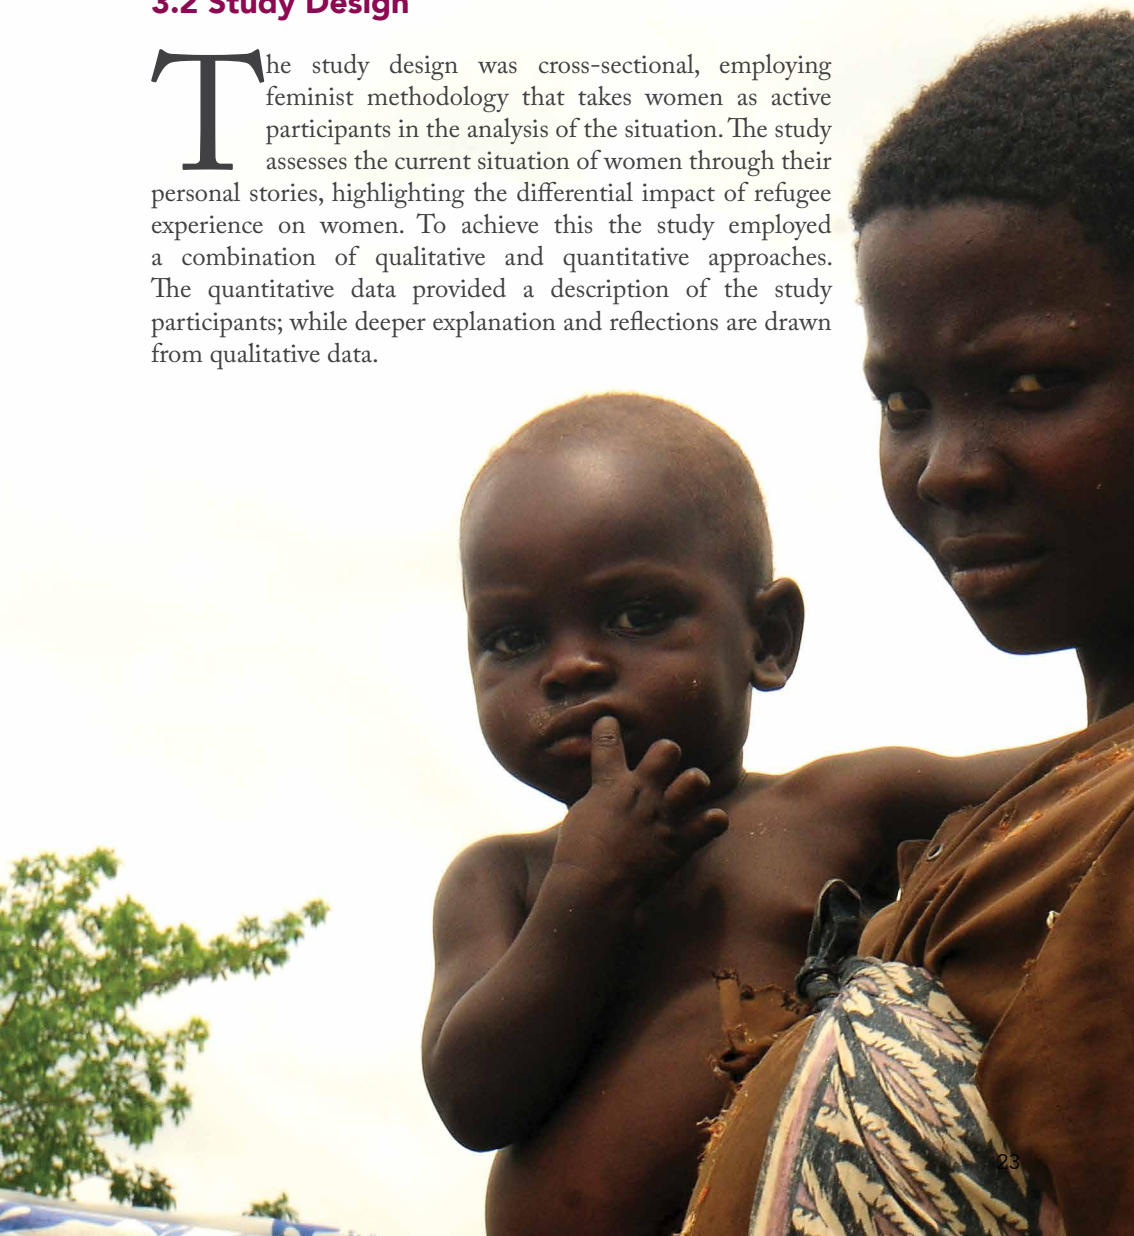 3.2 Study Design
The study design was cross-sectional, employing
feminist methodology that takes women as active
participants in the analysis of the situation. The study
assesses the current situation of women through their
personal stories, highlighting the differential impact of refugee
experience on women. To achieve this the study employed
a combination of qualitative and quantitative approaches.
The quantitative data provided a description of the study
participants; while deeper explanation and reflections are drawn
from qualitative data.
23